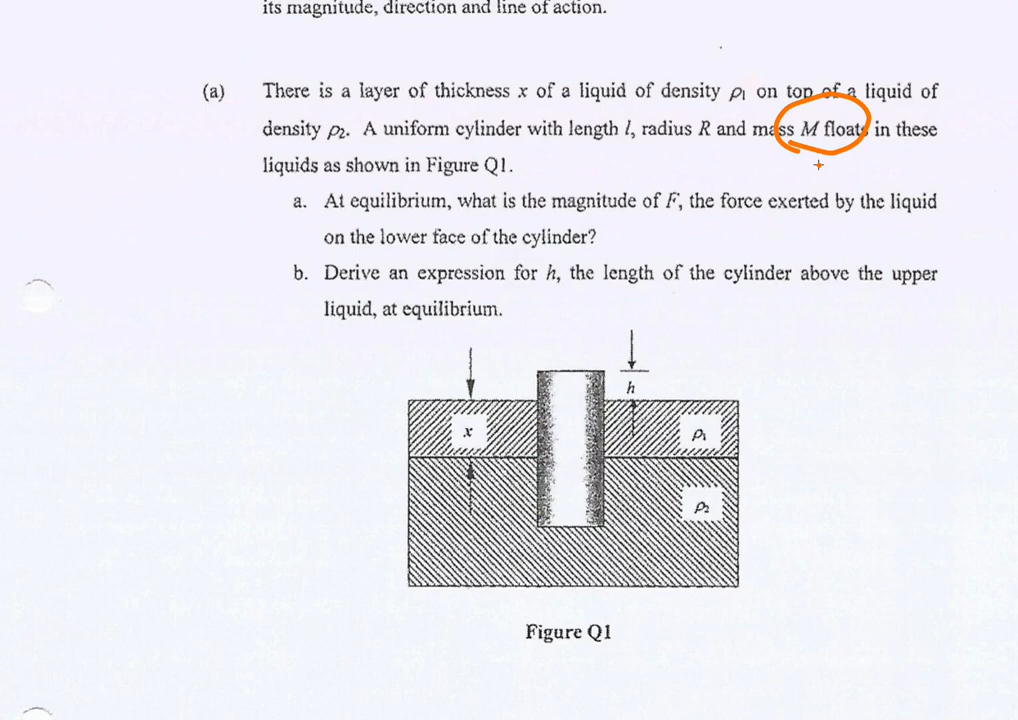 its magnitude, direction and line of action.
(a) There is a layer of thickness x of a liquid of density ρ₁ on top of a liquid of
density ρ₂. A uniform cylinder with length l, radius R and mass M floats in these
liquids as shown in Figure Q1.
a. At equilibrium, what is the magnitude of F, the force exerted by the liquid
on the lower face of the cylinder?
b. Derive an expression for h, the length of the cylinder above the upper
liquid, at equilibrium.
h
x ρ₁
ρ₂
Figure Q1